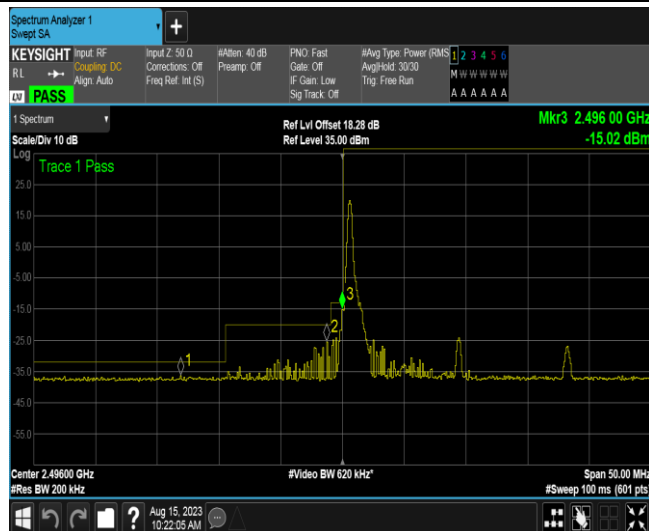 Spectrum Analyzer 1
Swept SA
KEYSIGHT
RL
LXI PASS
Input: RF
Coupling: DC
Align: Auto
Input Z: 50 Ω
Corrections: Off
Freq Ref: Int (S)
#Atten: 40 dB
Preamp: Off
PNO: Fast
Gate: Off
IF Gain: Low
Sig Track: Off
#Avg Type: Power (RMS
Avg|Hold: 30/30
Trig: Free Run
1 2 3 4 5 6
M W W W W W
A A A A A A
1 Spectrum
Scale/Div 10 dB
Ref Lvl Offset 18.28 dB
Ref Level 35.00 dBm
Mkr3 2.496 00 GHz
-15.02 dBm
Log
Trace 1 Pass
25.0
15.0
5.00
-5.00
-15.0
-25.0
-35.0
-45.0
-55.0
1
2
3
Center 2.49600 GHz
#Res BW 200 kHz
#Video BW 620 kHz*
Span 50.00 MHz
#Sweep 100 ms (601 pts)
?
Aug 15, 2023
10:22:05 AM